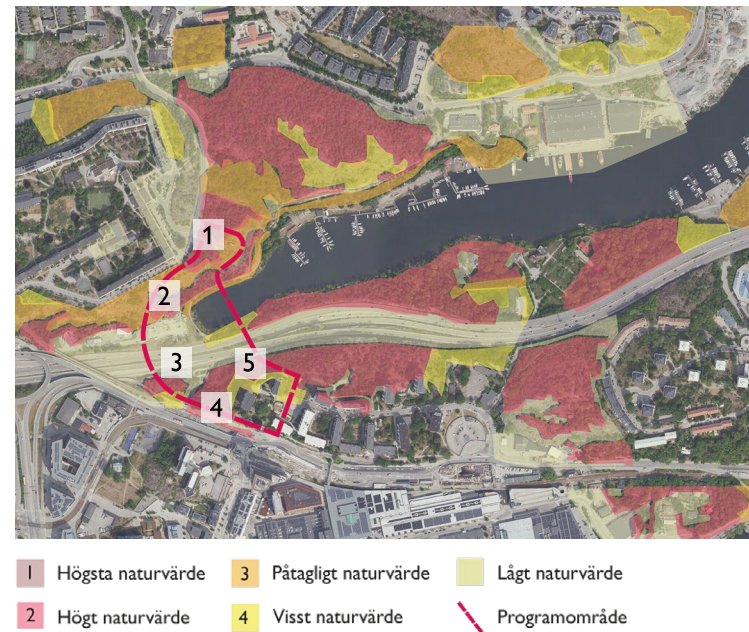 1
2
3
5
4
1 Högsta naturvärde
3 Påtagligt naturvärde
Lågt naturvärde
2 Högt naturvärde
4 Visst naturvärde
Programområde